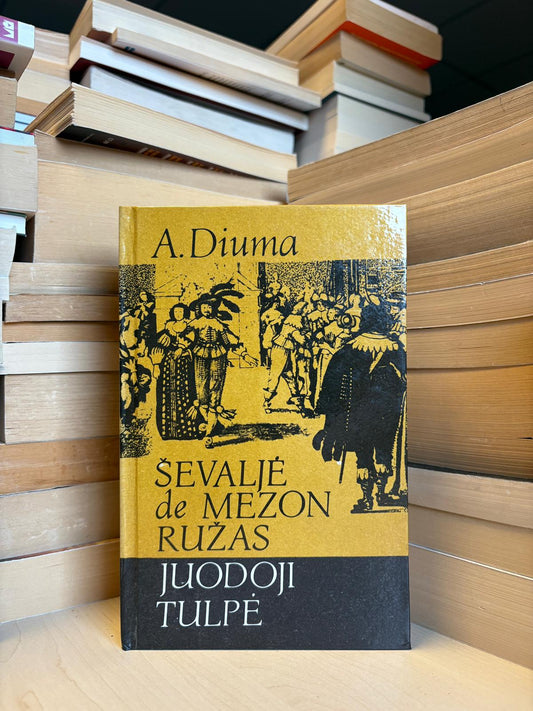 A. Diuma
ŠEVALJĖ
de MEZON
RUŽAS
JUODOJI
TULPĖ